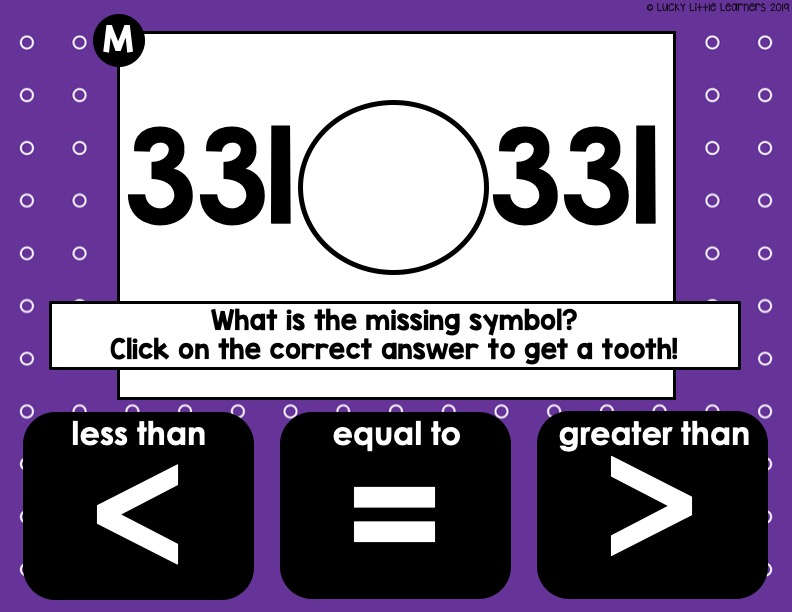 © Lucky Little Learners 2019
M
331 331
What is the missing symbol?
Click on the correct answer to get a tooth!
less than
<
equal to
=
greater than
>